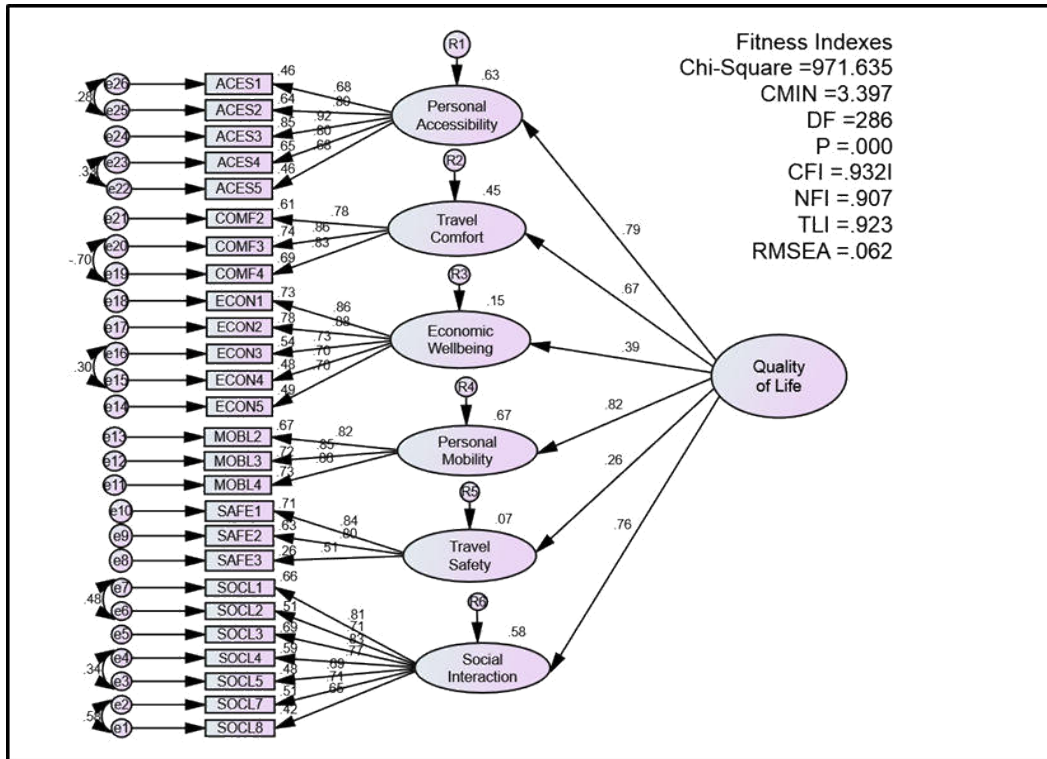 Fitness Indexes
Chi-Square =971.635
CMIN =3.397
DF =286
P =.000
CFI =.932I
NFI =.907
TLI =.923
RMSEA =.062
R1
.63
Personal
Accessibility
e26
ACES1
.46
.68
.28
e25
ACES2
.64
.80
e24
ACES3
.85
.92
e23
ACES4
.65
.80
e22
ACES5
.46
.68
R2
.45
Travel
Comfort
e21
COMF2
.61
.78
e20
COMF3
.74
.86
-.70
e19
COMF4
.69
.83
R3
.15
Economic
Wellbeing
e18
ECON1
.73
.86
e17
ECON2
.78
.88
e16
ECON3
.54
.73
.30
e15
ECON4
.48
.70
e14
ECON5
.49
.70
R4
.67
Personal
Mobility
e13
MOBL2
.67
.82
e12
MOBL3
.72
.85
e11
MOBL4
.73
R5
.07
Travel
Safety
e10
SAFE1
.71
.84
e9
SAFE2
.63
.80
e8
SAFE3
.26
.51
R6
.58
Social
Interaction
e7
SOCL1
.66
.81
.48
e6
SOCL2
.51
.71
e5
SOCL3
.69
.83
e4
SOCL4
.59
.77
.34
e3
SOCL5
.48
.69
e2
SOCL7
.51
.71
.58
e1
SOCL8
.42
.65
.79
.67
.39
.82
.26
.76
Quality
of Life